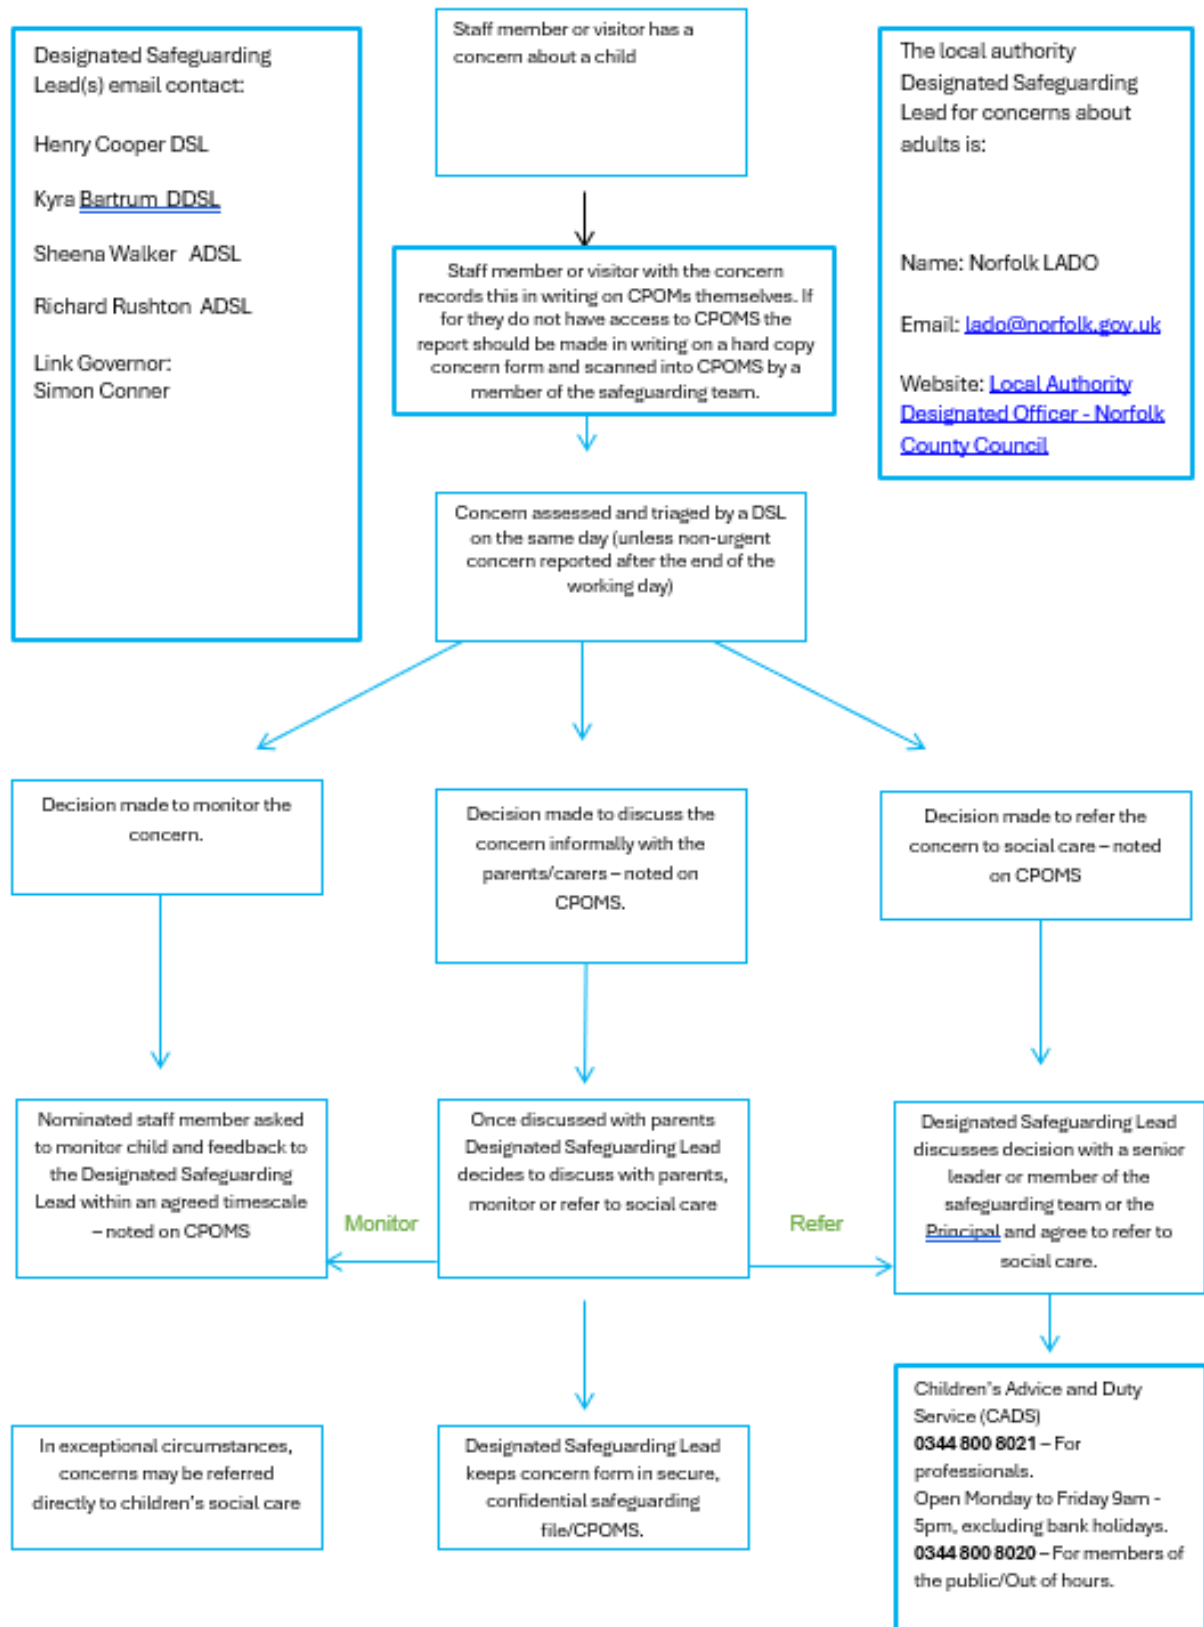 Designated Safeguarding
Lead(s) email contact:
Henry Cooper DSL
Kyra Bartrum  DDSL
Sheena Walker  ADSL
Richard Rushton  ADSL
Link Governor:
Simon Conner
Staff member or visitor has a
concern about a child
The local authority
Designated Safeguarding
Lead for concerns about
adults is:
Name: Norfolk LADO
Email: lado@norfolk.gov.uk
Website: Local Authority
Designated Officer - Norfolk
County Council
Staff member or visitor with the concern
records this in writing on CPOMs themselves. If
for they do not have access to CPOMS the
report should be made in writing on a hard copy
concern form and scanned into CPOMS by a
member of the safeguarding team.
Concern assessed and triaged by a DSL
on the same day (unless non-urgent
concern reported after the end of the
working day)
Decision made to monitor the
concern.
Decision made to discuss the
concern informally with the
parents/carers – noted on
CPOMS.
Decision made to refer the
concern to social care – noted
on CPOMS
Nominated staff member asked
to monitor child and feedback to
the Designated Safeguarding
Lead within an agreed timescale
– noted on CPOMS
Monitor
Once discussed with parents
Designated Safeguarding Lead
decides to discuss with parents,
monitor or refer to social care
Refer
Designated Safeguarding Lead
discusses decision with a senior
leader or member of the
safeguarding team or the
Principal and agree to refer to
social care.
In exceptional circumstances,
concerns may be referred
directly to children's social care
Designated Safeguarding Lead
keeps concern form in secure,
confidential safeguarding
file/CPOMS.
Children's Advice and Duty
Service (CADS)
0344 800 8021 – For
professionals.
Open Monday to Friday 9am -
5pm, excluding bank holidays.
0344 800 8020 – For members of
the public/Out of hours.